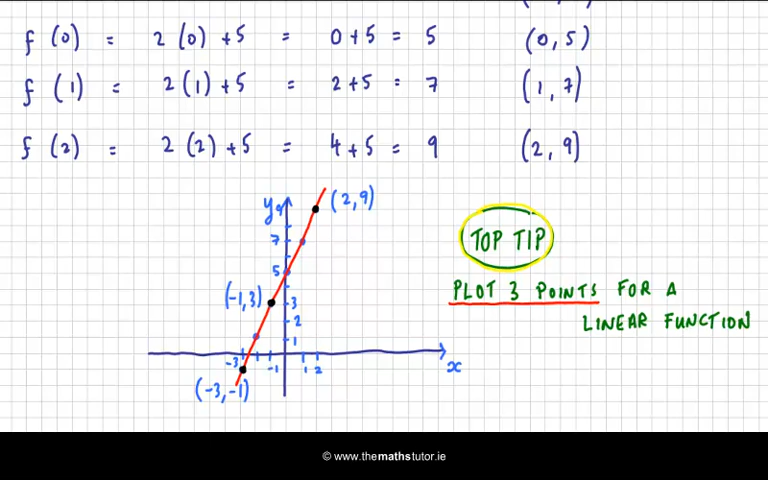 f (0) = 2 (0) +5 = 0+5 = 5 (0, 5)
f (1) = 2(1) +5 = 2+5 = 7 (1, 7)
f (2) = 2 (2) +5 = 4+5 = 9 (2, 9)
y 9 (2, 9)
7
5
(-1, 3) 3
2
1
-3 -1 1 2
x
(-3, -1)
TOP TIP
PLOT 3 POINTS FOR A
LINEAR FUNCTION
© www.themathstutor.ie